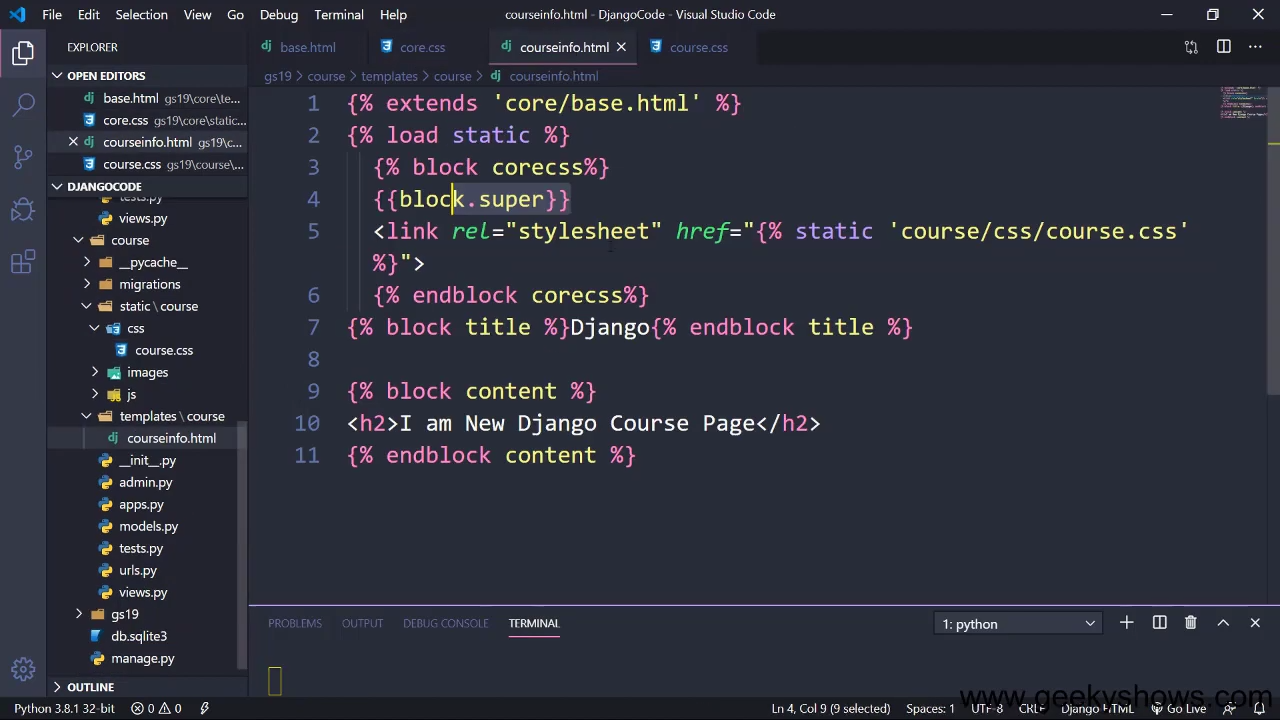 File Edit Selection View Go Debug Terminal Help courseinfo.html - DjangoCode - Visual Studio Code
EXPLORER
base.html core.css courseinfo.html course.css
OPEN EDITORS
base.html gs19\core\te...
core.css gs19\core\static...
courseinfo.html gs19\c...
course.css gs19\course\...
DJANGOCODE
tests.py
views.py
course
__pycache__
migrations
static \ course
css
course.css
images
js
templates \ course
courseinfo.html
__init__.py
admin.py
apps.py
models.py
tests.py
urls.py
views.py
gs19
db.sqlite3
manage.py
OUTLINE
gs19 > course > templates > course > courseinfo.html
1 {% extends 'core/base.html' %}
2 {% load static %}
3 {% block corecss%}
4 {{block.super}}
5 <link rel="stylesheet" href="{% static 'course/css/course.css'
%}">
6 {% endblock corecss%}
7 {% block title %}Django{% endblock title %}
8
9 {% block content %}
10 <h2>I am New Django Course Page</h2>
11 {% endblock content %}
PROBLEMS OUTPUT DEBUG CONSOLE TERMINAL 1: python
Python 3.8.1 32-bit 0 0 Ln 4, Col 9 (9 selected) Spaces: 1 UTF-8 CRLF Django HTML Go Live
www.geekyshows.com